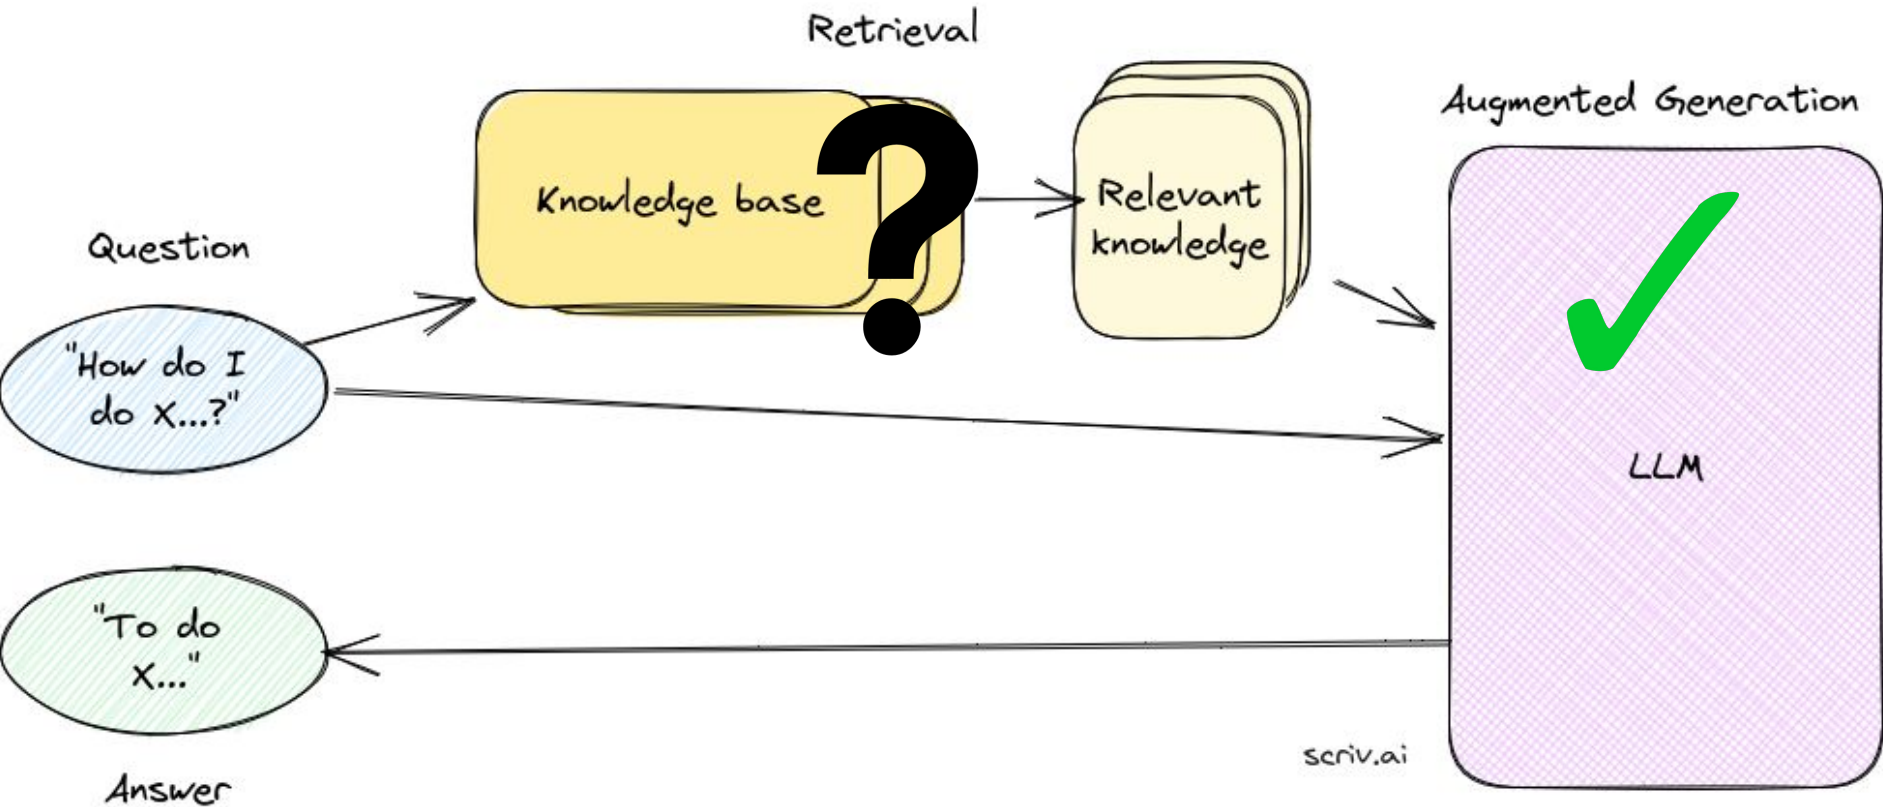 Retrieval
Augmented Generation
Knowledge base
?
Relevant
knowledge
Question
"How do I
do X...?"
LLM
"To do
X..."
scriv.ai
Answer